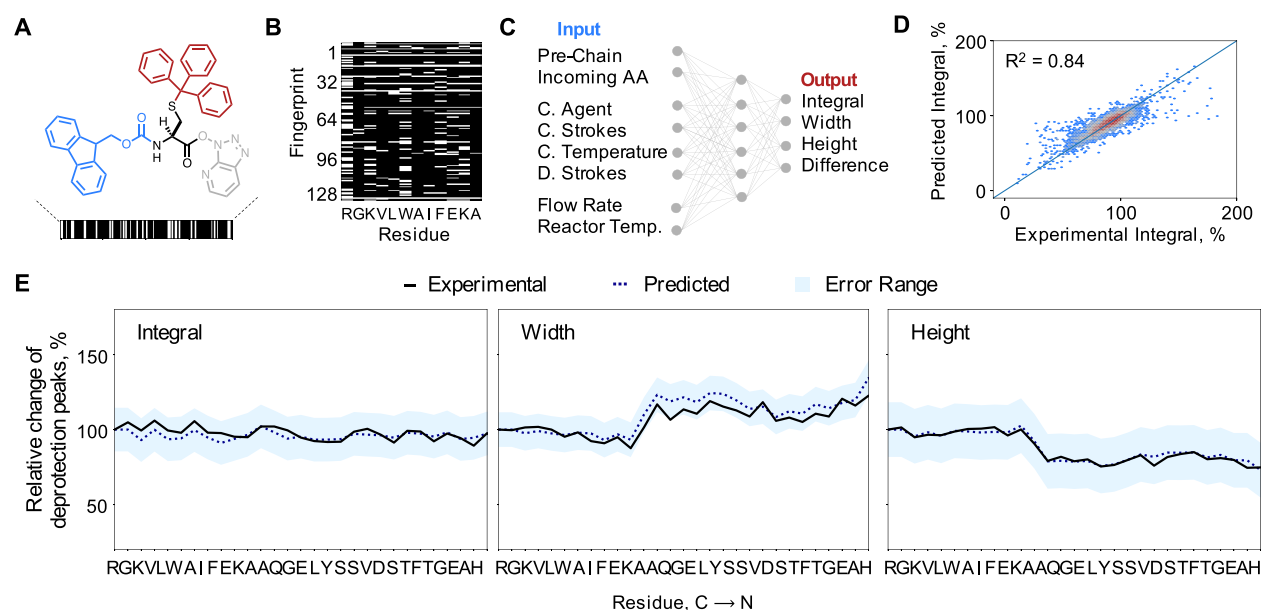 A
S
H
O
O
N
H
O
O
N
N
N
N
B
Fingerprint
1
32
64
96
128
RGKVLWAIFEKA
Residue
C
Input
Pre-Chain
Incoming AA
C. Agent
C. Strokes
C. Temperature
D. Strokes
Flow Rate
Reactor Temp.
Output
Integral
Width
Height
Difference
D
Predicted Integral, %
200
100
0
R² = 0.84
0 100 200
Experimental Integral, %
E
Experimental Predicted Error Range
Relative change of
deprotection peaks, %
150
100
50
Integral
Width
Height
RGKVLWAIFEKAAQGELYSSVDSTFTGEAH
RGKVLWAIFEKAAQGELYSSVDSTFTGEAH
RGKVLWAIFEKAAQGELYSSVDSTFTGEAH
Residue, C → N